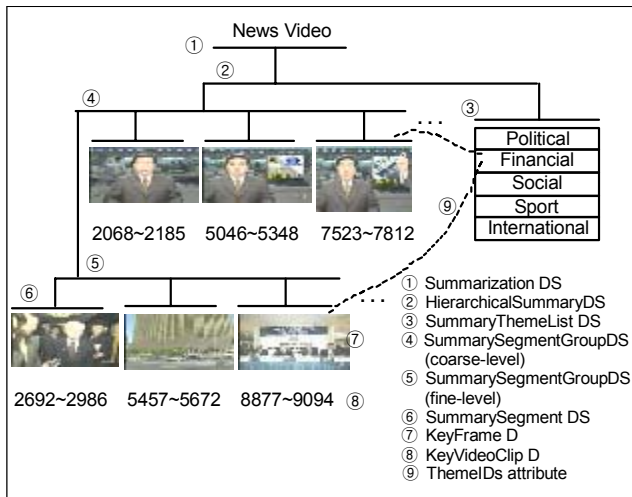 News Video
①
②
④
③
...
Political
Financial
Social
Sport
International
⑨
2068~2185 5046~5348 7523~7812
⑤
⑥
...
⑦
2692~2986 5457~5672 8877~9094 ⑧
① Summarization DS
② HierarchicalSummaryDS
③ SummaryThemeList DS
④ SummarySegmentGroupDS
(coarse-level)
⑤ SummarySegmentGroupDS
(fine-level)
⑥ SummarySegment DS
⑦ KeyFrame D
⑧ KeyVideoClip D
⑨ ThemeIDs attribute